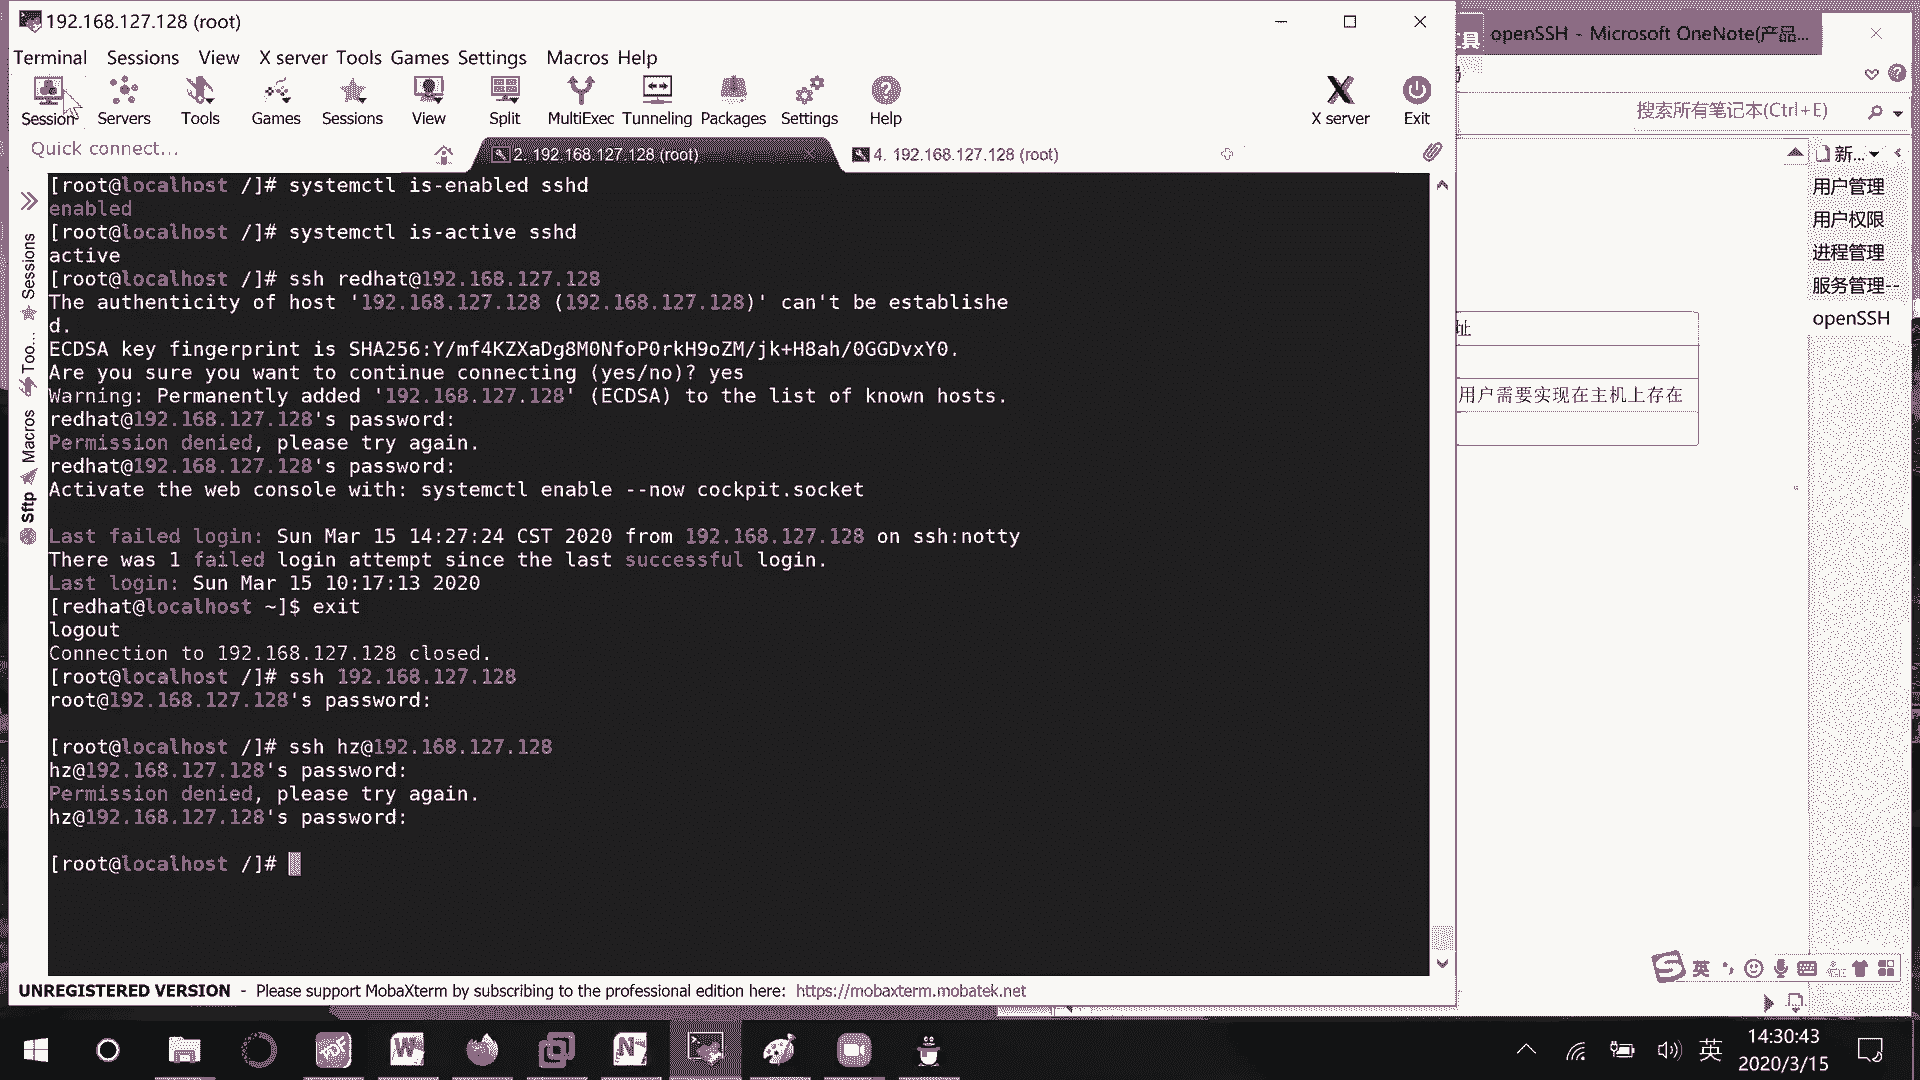 192.168.127.128 (root)
Terminal Sessions View X server Tools Games Settings Macros Help
Session Servers Tools Games Sessions View Split MultiExec Tunneling Packages Settings Help X server Exit
Quick connect...
2. 192.168.127.128 (root)
4. 192.168.127.128 (root)
Sessions
Too...
Macros
Sftp
[root@localhost /]# systemctl is-enabled sshd
enabled
[root@localhost /]# systemctl is-active sshd
active
[root@localhost /]# ssh redhat@192.168.127.128
The authenticity of host '192.168.127.128 (192.168.127.128)' can't be establishe
d.
ECDSA key fingerprint is SHA256:Y/mf4KZXaDg8M0NfoP0rkH9oZM/jk+H8ah/0GGDvxY0.
Are you sure you want to continue connecting (yes/no)? yes
Warning: Permanently added '192.168.127.128' (ECDSA) to the list of known hosts.
redhat@192.168.127.128's password:
Permission denied, please try again.
redhat@192.168.127.128's password:
Activate the web console with: systemctl enable --now cockpit.socket
Last failed login: Sun Mar 15 14:27:24 CST 2020 from 192.168.127.128 on ssh:notty
There was 1 failed login attempt since the last successful login.
Last login: Sun Mar 15 10:17:13 2020
[redhat@localhost ~]$ exit
logout
Connection to 192.168.127.128 closed.
[root@localhost /]# ssh 192.168.127.128
root@192.168.127.128's password:
[root@localhost /]# ssh hz@192.168.127.128
hz@192.168.127.128's password:
Permission denied, please try again.
hz@192.168.127.128's password:
[root@localhost /]#
UNREGISTERED VERSION - Please support MobaXterm by subscribing to the professional edition here: https://mobaxterm.mobatek.net
具 openSSH - Microsoft OneNote(产品...
搜索所有笔记本(Ctrl+E)
新...
用户管理
用户权限
进程管理
服务管理--
openSSH
址
用户需要实现在主机上存在
英
英
14:30:43
2020/3/15